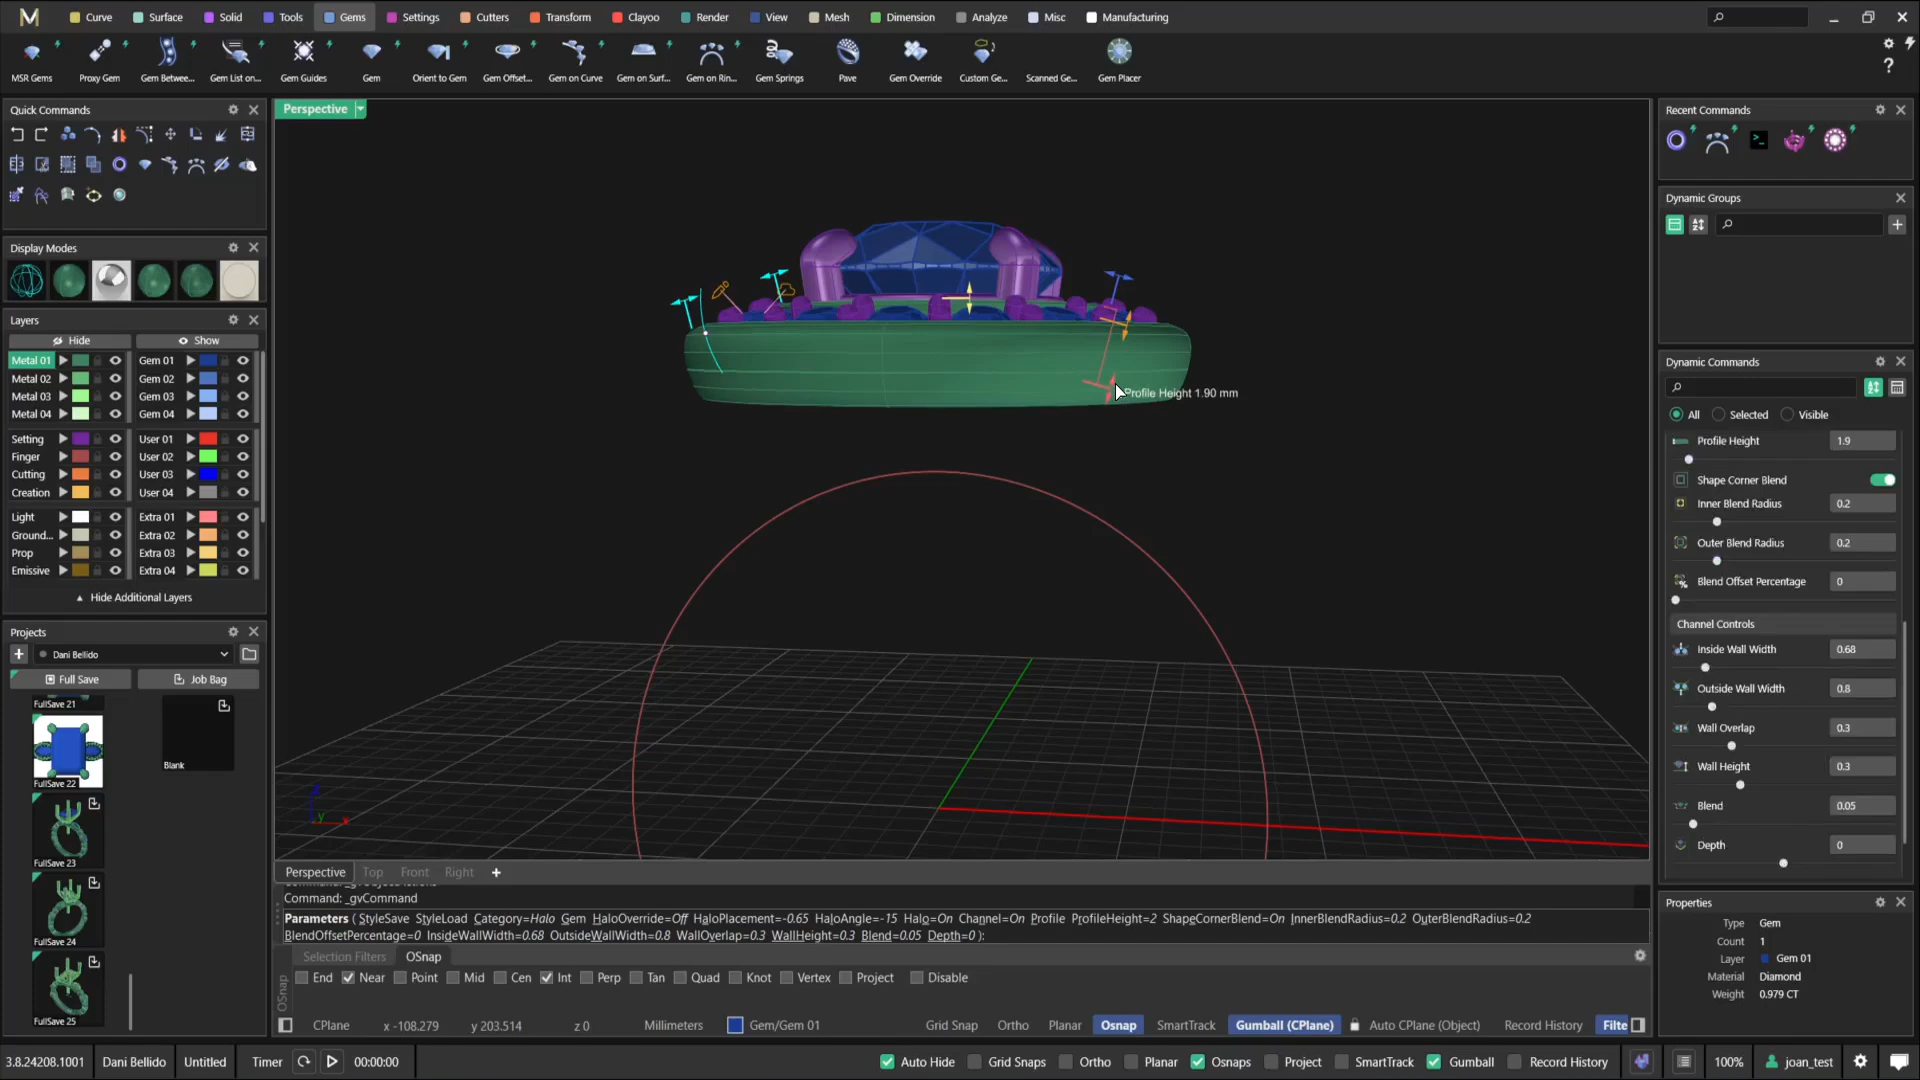 Curve Surface Solid Tools Gems Settings Cutters Transform Clayoo Render View Mesh Dimension Analyze Misc Manufacturing
MSR Gems Proxy Gem Gem Betwee... Gem List on... Gem Guides Gem Orient to Gem Gem Offset... Gem on Curve Gem on Surf... Gem on Rin... Gem Springs Pave Gem Override Custom Ge... Scanned Ge... Gem Placer
Quick Commands
Display Modes
Layers
Hide Show
Metal 01 Gem 01
Metal 02 Gem 02
Metal 03 Gem 03
Metal 04 Gem 04
Setting User 01
Finger User 02
Cutting User 03
Creation User 04
Light Extra 01
Ground... Extra 02
Prop Extra 03
Emissive Extra 04
Hide Additional Layers
Projects
Dani Bellido
Full Save Job Bag
FullSave 21
FullSave 22
Blank
FullSave 23
FullSave 24
FullSave 25
Perspective
Profile Height 1.90 mm
z
y
x
Perspective Top Front Right
Command: _gvCommand
Parameters ( StyleSave StyleLoad Category=Halo Gem HaloOverride=Off HaloPlacement=-0.65 HaloAngle=-15 Halo=On Channel=On Profile ProfileHeight=2 ShapeCornerBlend=On InnerBlendRadius=0.2 OuterBlendRadius=0.2
BlendOffsetPercentage=0 InsideWallWidth=0.68 OutsideWallWidth=0.8 WallOverlap=0.3 WallHeight=0.3 Blend=0.05 Depth=0 ):
Selection Filters OSnap
OSnap
End Near Point Mid Cen Int Perp Tan Quad Knot Vertex Project Disable
CPlane x -108.279 y 203.514 z 0 Millimeters Gem/Gem 01 Grid Snap Ortho Planar Osnap SmartTrack Gumball (CPlane) Auto CPlane (Object) Record History Filte
Recent Commands
Dynamic Groups
Dynamic Commands
All Selected Visible
Profile Height 1.9
Shape Corner Blend
Inner Blend Radius 0.2
Outer Blend Radius 0.2
Blend Offset Percentage 0
Channel Controls
Inside Wall Width 0.68
Outside Wall Width 0.8
Wall Overlap 0.3
Wall Height 0.3
Blend 0.05
Depth 0
Properties
Type Gem
Count 1
Layer Gem 01
Material Diamond
Weight 0.979 CT
3.8.24208.1001 Dani Bellido Untitled Timer 00:00:00 Auto Hide Grid Snaps Ortho Planar Osnaps Project SmartTrack Gumball Record History 100% joan_test